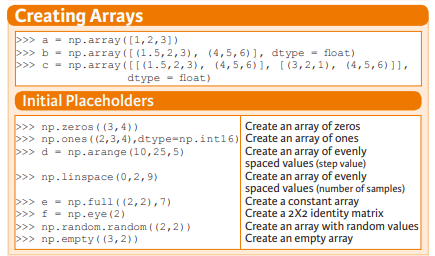 Creating Arrays
>>> a = np.array([1,2,3])
>>> b = np.array([(1.5,2,3), (4,5,6)], dtype = float)
>>> c = np.array([[(1.5,2,3), (4,5,6)], [(3,2,1), (4,5,6)]],
dtype = float)
Initial Placeholders
>>> np.zeros((3,4)) Create an array of zeros
>>> np.ones((2,3,4),dtype=np.int16) Create an array of ones
>>> d = np.arange(10,25,5) Create an array of evenly
spaced values (step value)
>>> np.linspace(0,2,9) Create an array of evenly
spaced values (number of samples)
>>> e = np.full((2,2),7) Create a constant array
>>> f = np.eye(2) Create a 2X2 identity matrix
>>> np.random.random((2,2)) Create an array with random values
>>> np.empty((3,2)) Create an empty array